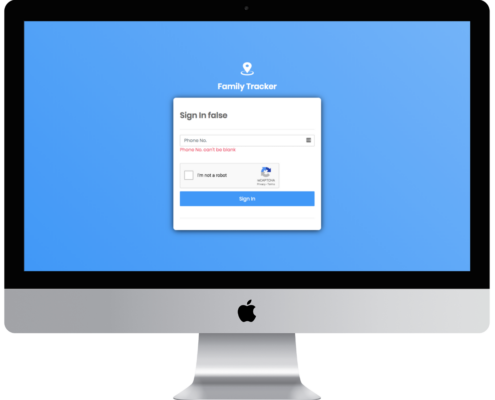 Family Tracker
Sign In false
Phone No.
Phone No. can't be blank
I'm not a robot
reCAPTCHA
Privacy - Terms
Sign in